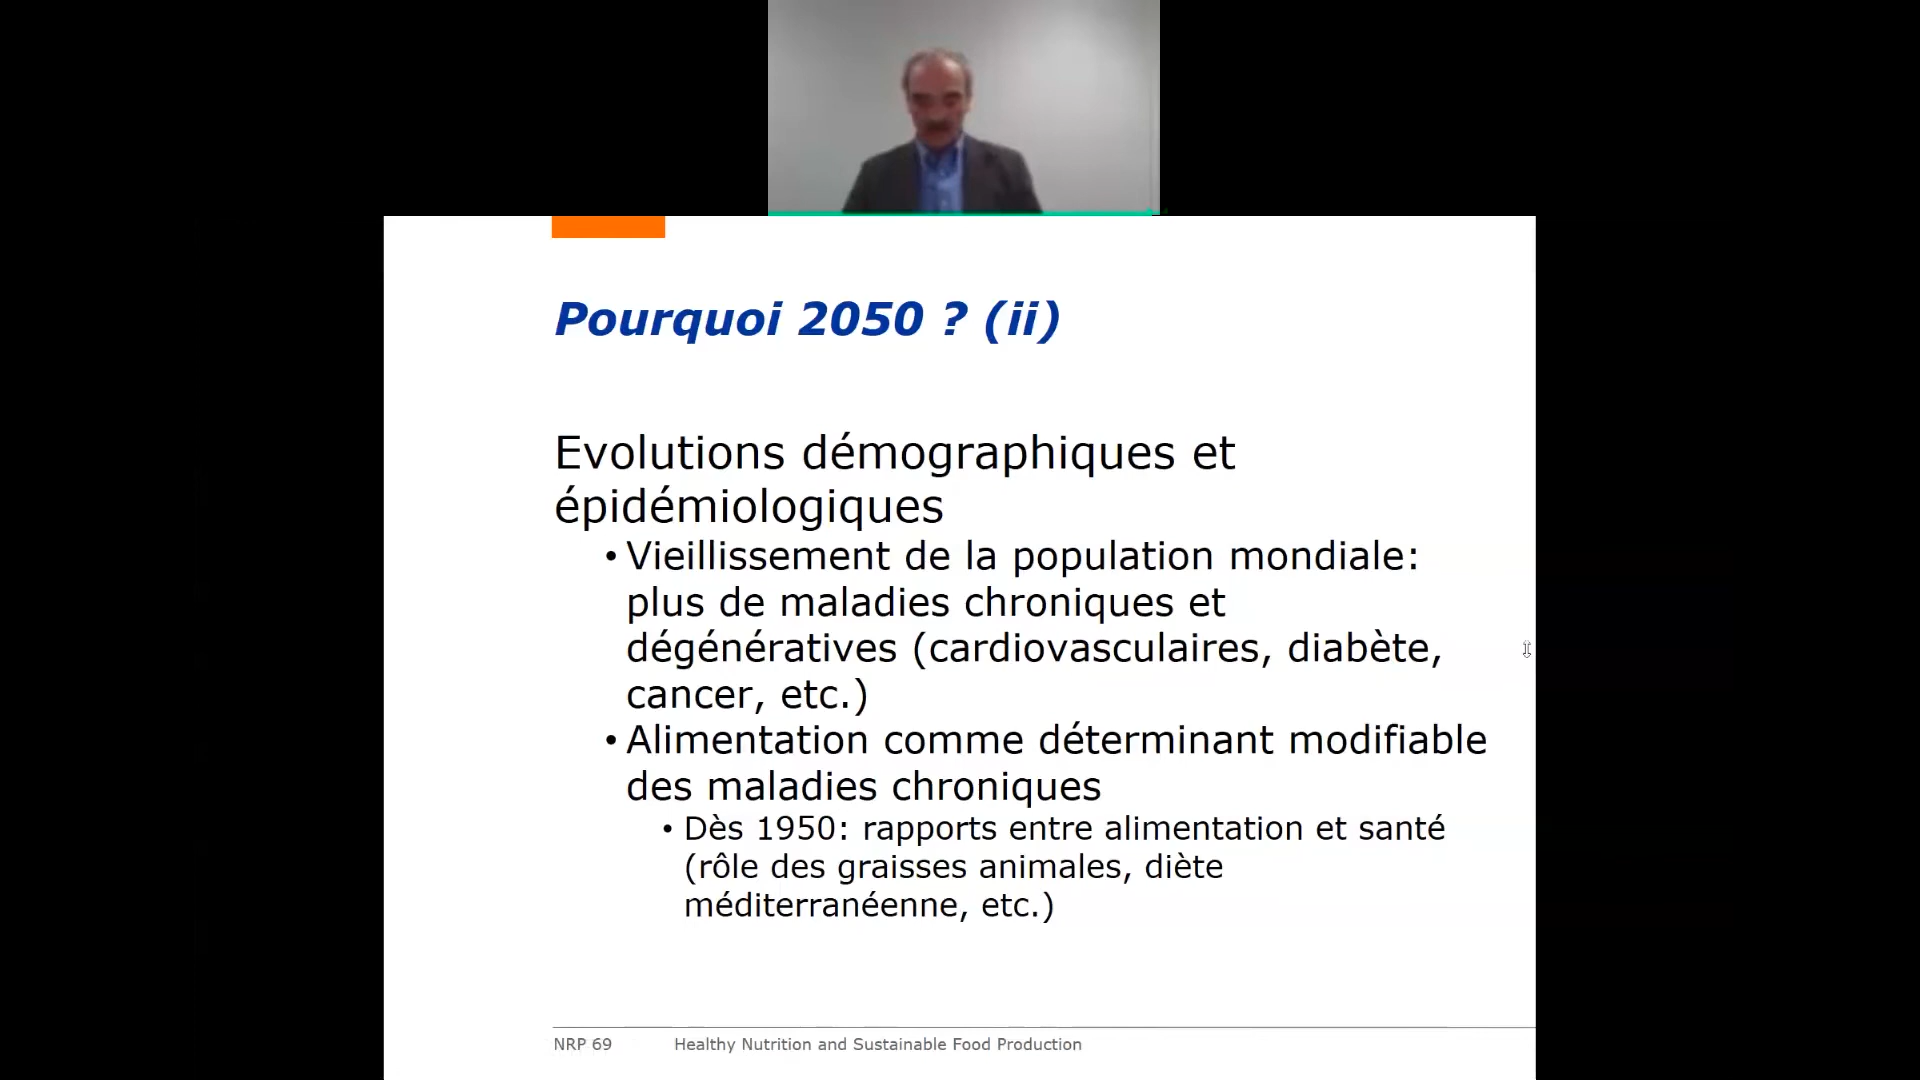 Pourquoi 2050 ? (ii)
Evolutions démographiques et
épidémiologiques
• Vieillissement de la population mondiale:
plus de maladies chroniques et
dégénératives (cardiovasculaires, diabète,
cancer, etc.)
• Alimentation comme déterminant modifiable
des maladies chroniques
• Dès 1950: rapports entre alimentation et santé
(rôle des graisses animales, diète
méditerranéenne, etc.)
NRP 69 Healthy Nutrition and Sustainable Food Production